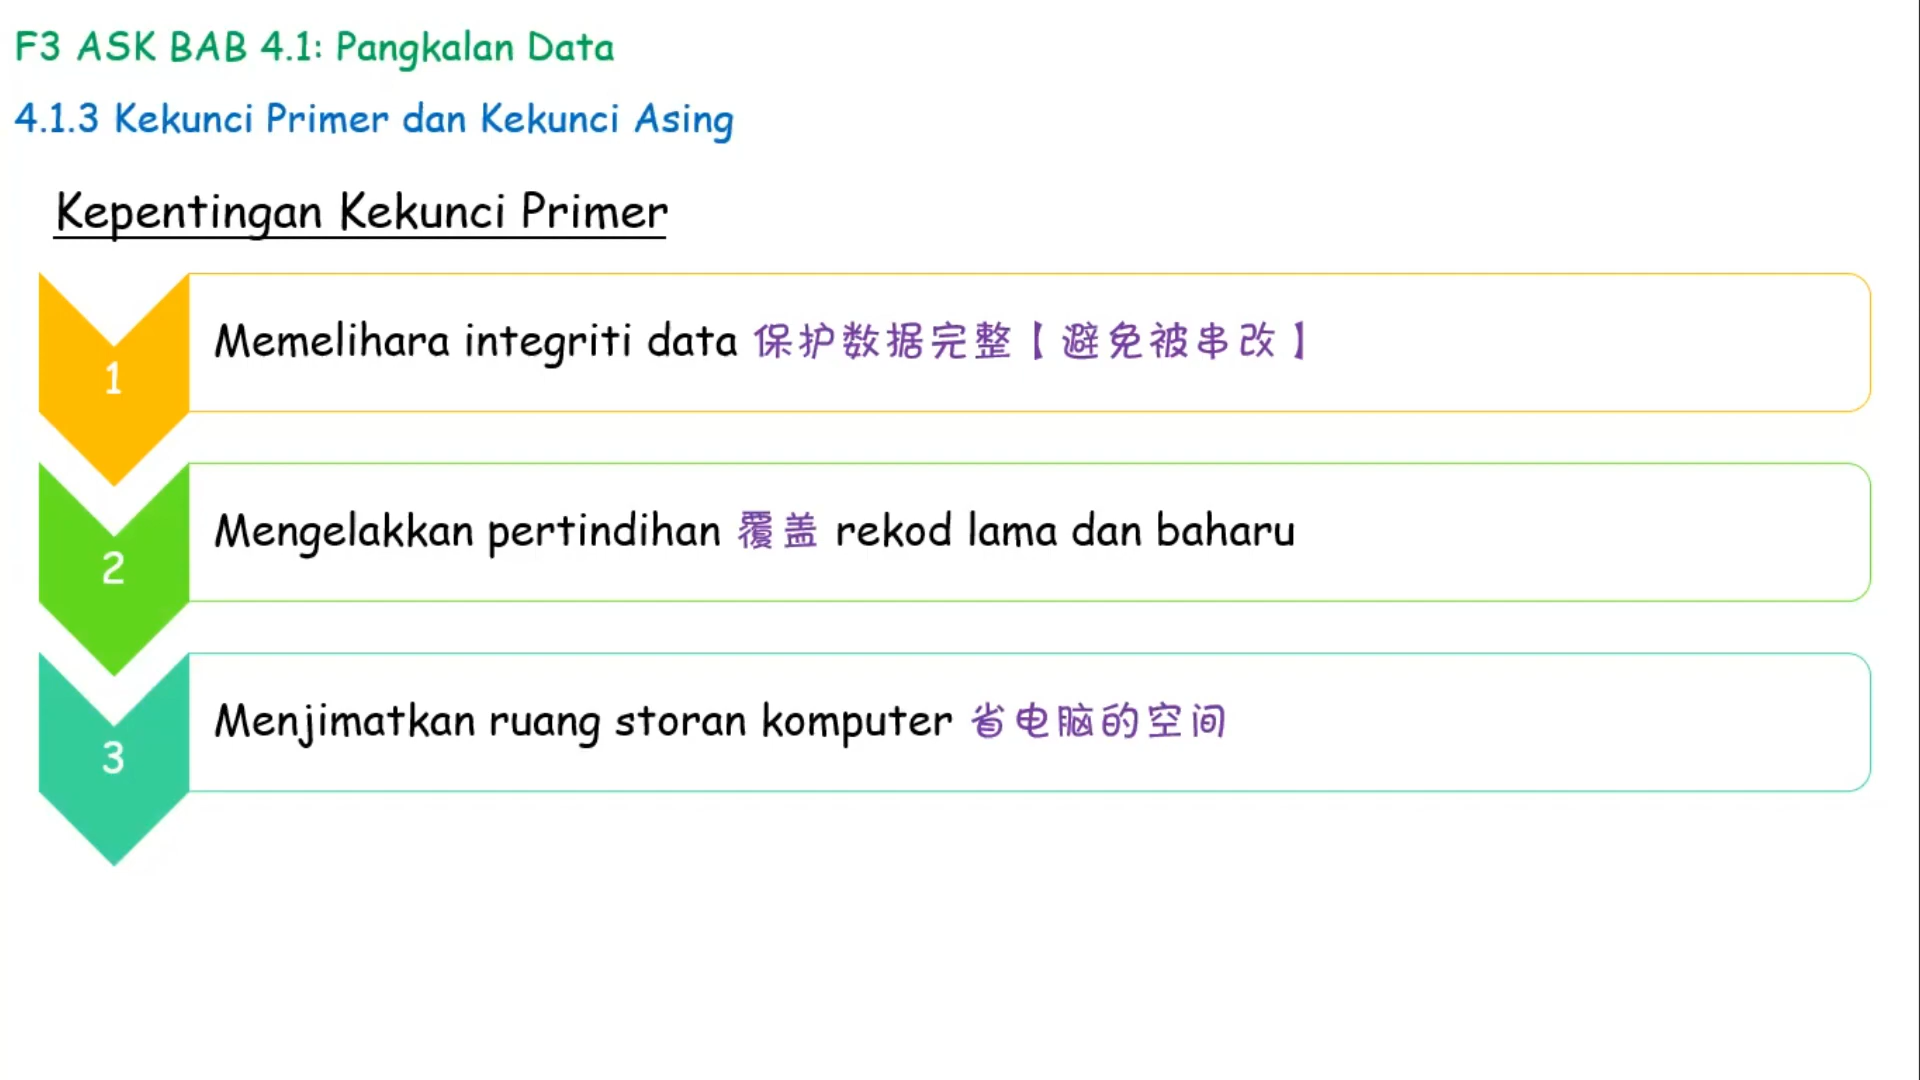 F3 ASK BAB 4.1: Pangkalan Data
4.1.3 Kekunci Primer dan Kekunci Asing
Kepentingan Kekunci Primer
1
Memelihara integriti data 保护数据完整【避免被串改】
2
Mengelakkan pertindihan 覆盖 rekod lama dan baharu
3
Menjimatkan ruang storan komputer 省电脑的空间